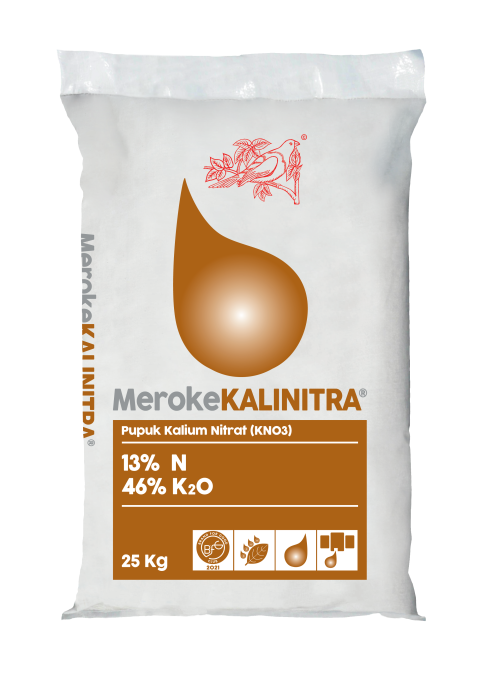 MerokeKALINITRA®
MerokeKALINITRA®
Pupuk Kalium Nitrat (KNO3)
13% N
46% K₂O
25 Kg
2021